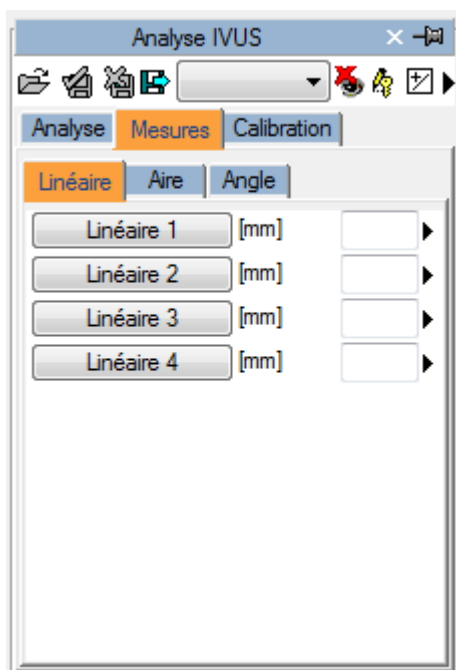 Analyse IVUS
Analyse Mesures Calibration
Linéaire Aire Angle
Linéaire 1 [mm]
Linéaire 2 [mm]
Linéaire 3 [mm]
Linéaire 4 [mm]